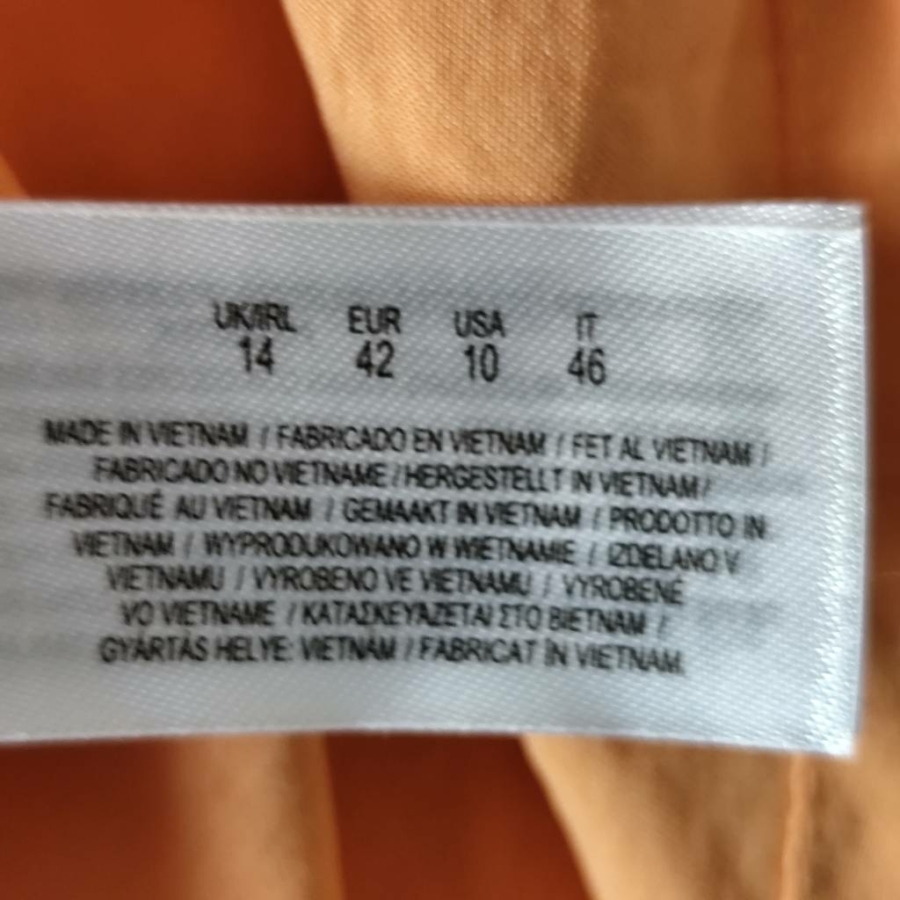 UK/IRL EUR USA IT
14 42 10 46
MADE IN VIETNAM / FABRICADO EN VIETNAM / FET AL VIETNAM /
FABRICADO NO VIETNAME / HERGESTELLT IN VIETNAM /
FABRIQUÉ AU VIETNAM / GEMAAKT IN VIETNAM / PRODOTTO IN
VIETNAM / WYPRODUKOWANO W WIETNAMIE / IZDELANO V
VIETNAMU / VYROBENO VE VIETNAMU / VYROBENÉ
VO VIETNAME / ΚΑΤΑΣΚΕΥΑΖΕΤΑΙ ΣΤΟ ΒΙΕΤΝΑΜ /
GYÁRTÁS HELYE: VIETNÁM / FABRICAT ÎN VIETNAM.